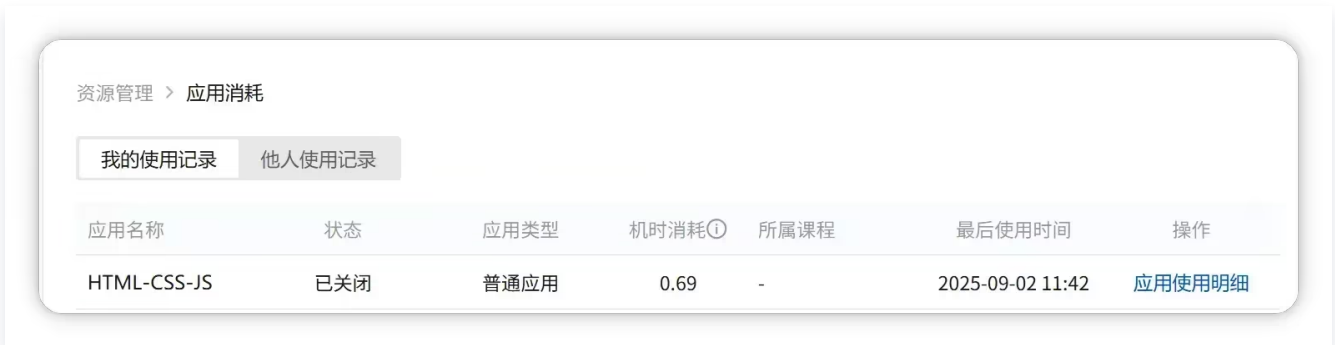 资源管理 > 应用消耗
我的使用记录 他人使用记录
应用名称 状态 应用类型 机时消耗 所属课程 最后使用时间 操作
HTML-CSS-JS 已关闭 普通应用 0.69 - 2025-09-02 11:42 应用使用明细